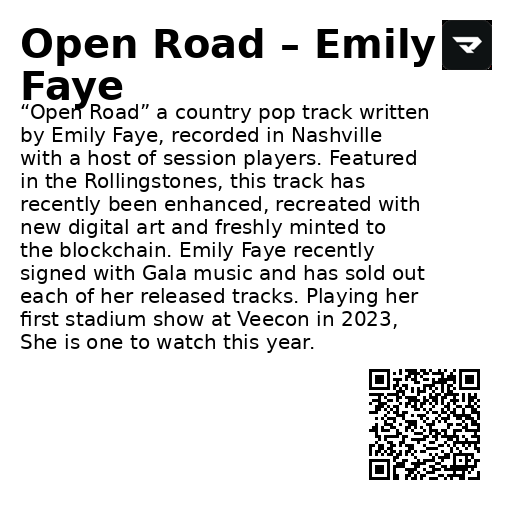 Open Road – Emily
Faye
“Open Road” a country pop track written
by Emily Faye, recorded in Nashville
with a host of session players. Featured
in the Rollingstones, this track has
recently been enhanced, recreated with
new digital art and freshly minted to
the blockchain. Emily Faye recently
signed with Gala music and has sold out
each of her released tracks. Playing her
first stadium show at Veecon in 2023,
She is one to watch this year.